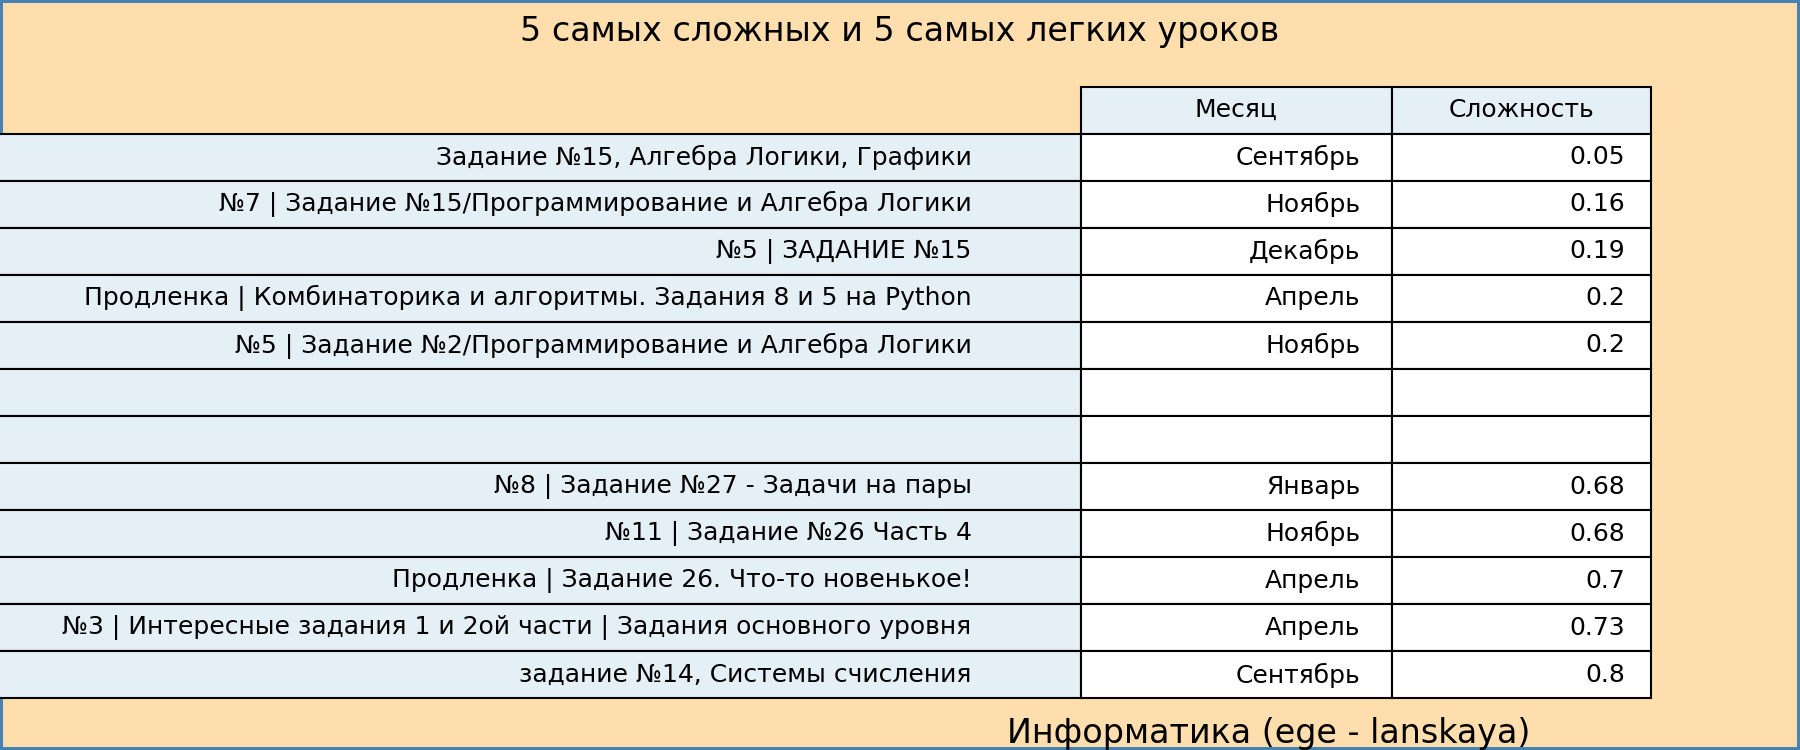 5 самых сложных и 5 самых легких уроков
Месяц Сложность
Задание №15, Алгебра Логики, Графики Сентябрь 0.05
№7 | Задание №15/Программирование и Алгебра Логики Ноябрь 0.16
№5 | ЗАДАНИЕ №15 Декабрь 0.19
Продленка | Комбинаторика и алгоритмы. Задания 8 и 5 на Python Апрель 0.2
№5 | Задание №2/Программирование и Алгебра Логики Ноябрь 0.2
№8 | Задание №27 - Задачи на пары Январь 0.68
№11 | Задание №26 Часть 4 Ноябрь 0.68
Продленка | Задание 26. Что-то новенькое! Апрель 0.7
№3 | Интересные задания 1 и 2ой части | Задания основного уровня Апрель 0.73
задание №14, Системы счисления Сентябрь 0.8
Информатика (ege - lanskaya)